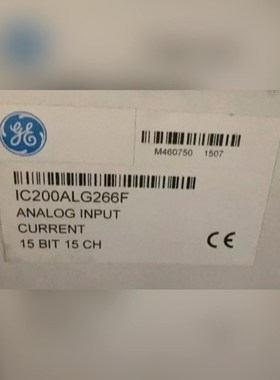 GE
M460750 1507
IC200ALG266F
ANALOG INPUT
CURRENT
15 BIT 15 CH
CE